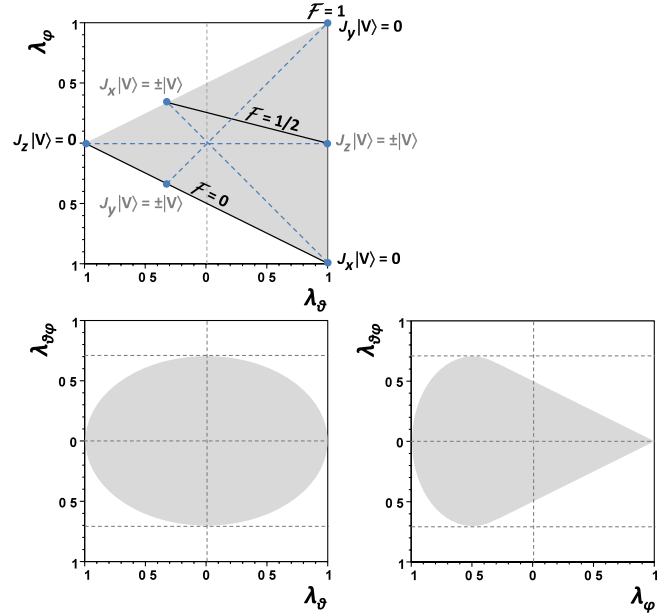 ℱ = 1
λφ
1
Jy|V⟩ = 0
0 5
Jx|V⟩ = ±|V⟩
ℱ = 1/2
Jz|V⟩ = 0
0
Jz|V⟩ = ±|V⟩
Jy|V⟩ = ±|V⟩
ℱ = 0
0 5
1
Jx|V⟩ = 0
1 0 5 0 0 5 1
λϑ
λϑφ
1
0 5
0
0 5
1
1 0 5 0 0 5 1
λϑ
λϑφ
1
0 5
0
0 5
1
1 0 5 0 0 5 1
λφ